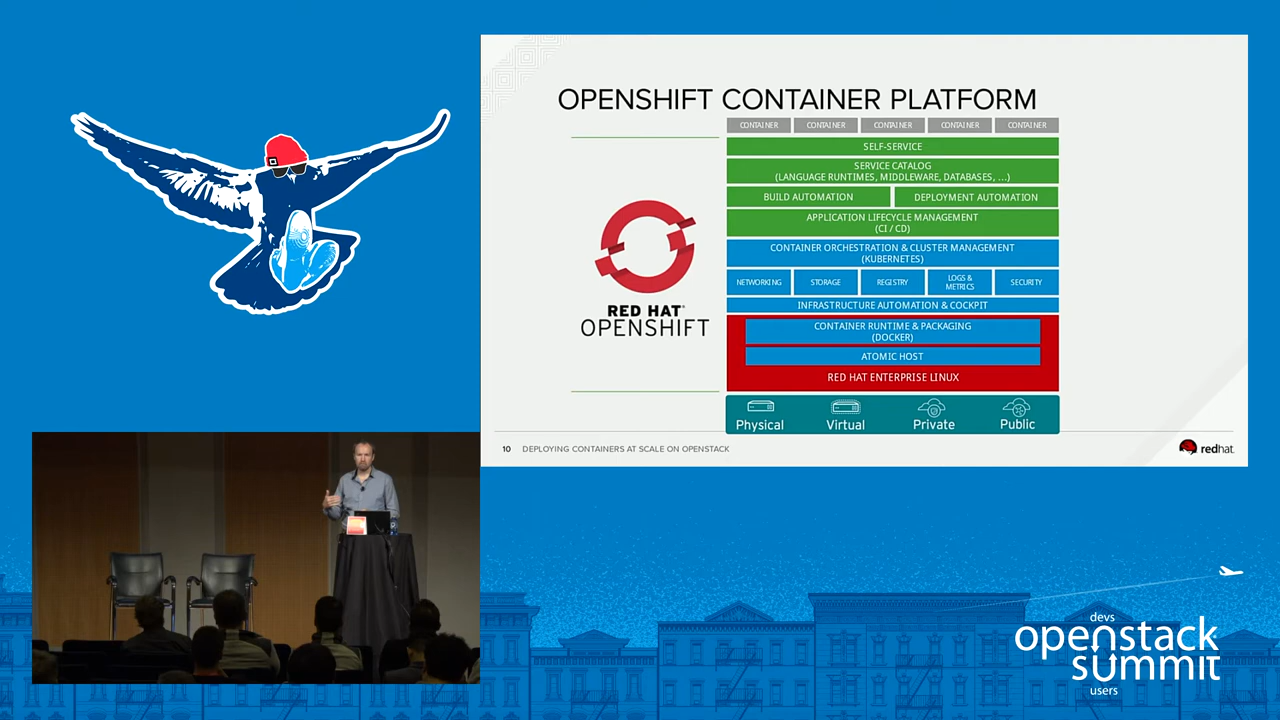 OPENSHIFT CONTAINER PLATFORM
CONTAINER CONTAINER CONTAINER CONTAINER CONTAINER
SELF-SERVICE
SERVICE CATALOG
(LANGUAGE RUNTIMES, MIDDLEWARE, DATABASES, ...)
BUILD AUTOMATION DEPLOYMENT AUTOMATION
APPLICATION LIFECYCLE MANAGEMENT
(CI / CD)
CONTAINER ORCHESTRATION & CLUSTER MANAGEMENT
(KUBERNETES)
NETWORKING STORAGE REGISTRY LOGS & METRICS SECURITY
INFRASTRUCTURE AUTOMATION & COCKPIT
CONTAINER RUNTIME & PACKAGING
(DOCKER)
ATOMIC HOST
RED HAT ENTERPRISE LINUX
Physical Virtual Private Public
RED HAT®
OPENSHIFT
10 DEPLOYING CONTAINERS AT SCALE ON OPENSTACK
redhat.
devs
openstack
summit
users